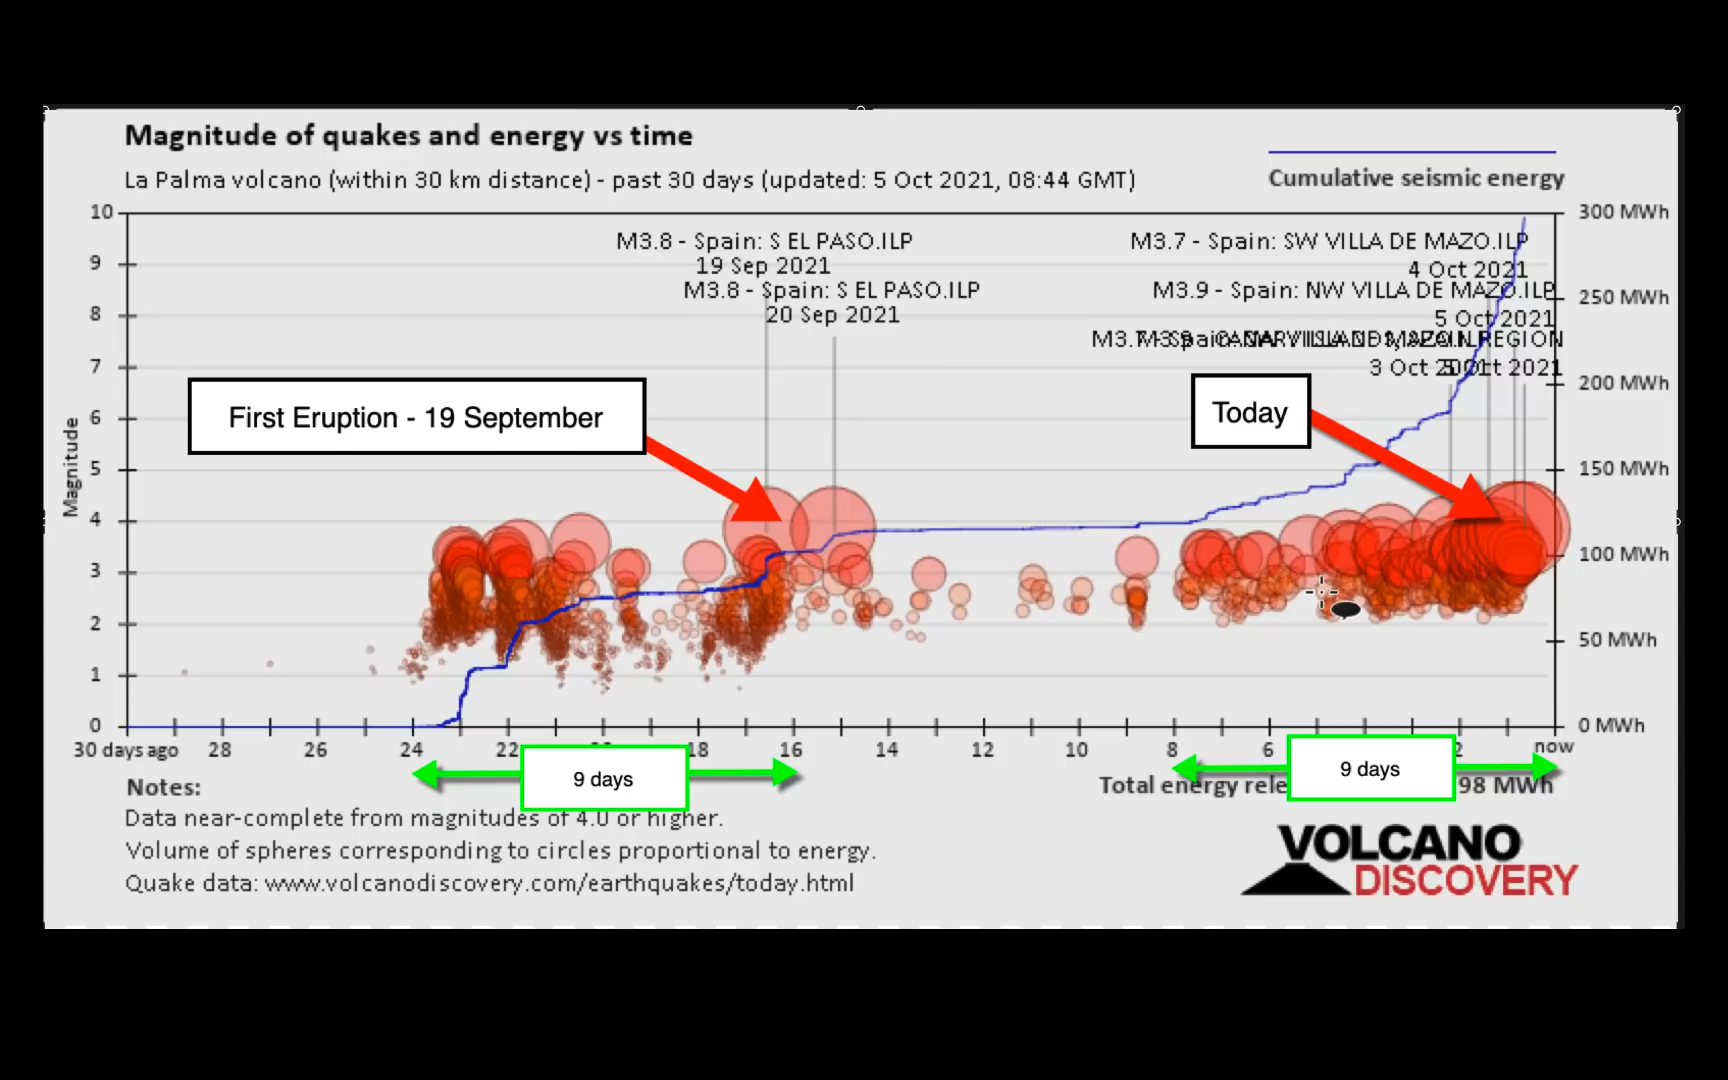 Magnitude of quakes and energy vs time
La Palma volcano (within 30 km distance) - past 30 days (updated: 5 Oct 2021, 08:44 GMT)
Cumulative seismic energy
10
9
8
7
6
5
4
3
2
1
0
Magnitude
300 MWh
250 MWh
200 MWh
150 MWh
100 MWh
50 MWh
0 MWh
M3.8 - Spain: S EL PASO.ILP
19 Sep 2021
M3.8 - Spain: S EL PASO.ILP
20 Sep 2021
M3.7 - Spain: SW VILLA DE MAZO.ILP
4 Oct 2021
M3.9 - Spain: NW VILLA DE MAZO.ILP
5 Oct 2021
REGION
3 Oct 2021
First Eruption - 19 September
Today
30 days ago 28 26 24 22 18 16 14 12 10 8 6 2 now
9 days
9 days
Total energy 98 MWh
Notes:
Data near-complete from magnitudes of 4.0 or higher.
Volume of spheres corresponding to circles proportional to energy.
Quake data: www.volcanodiscovery.com/earthquakes/today.html
VOLCANO
DISCOVERY